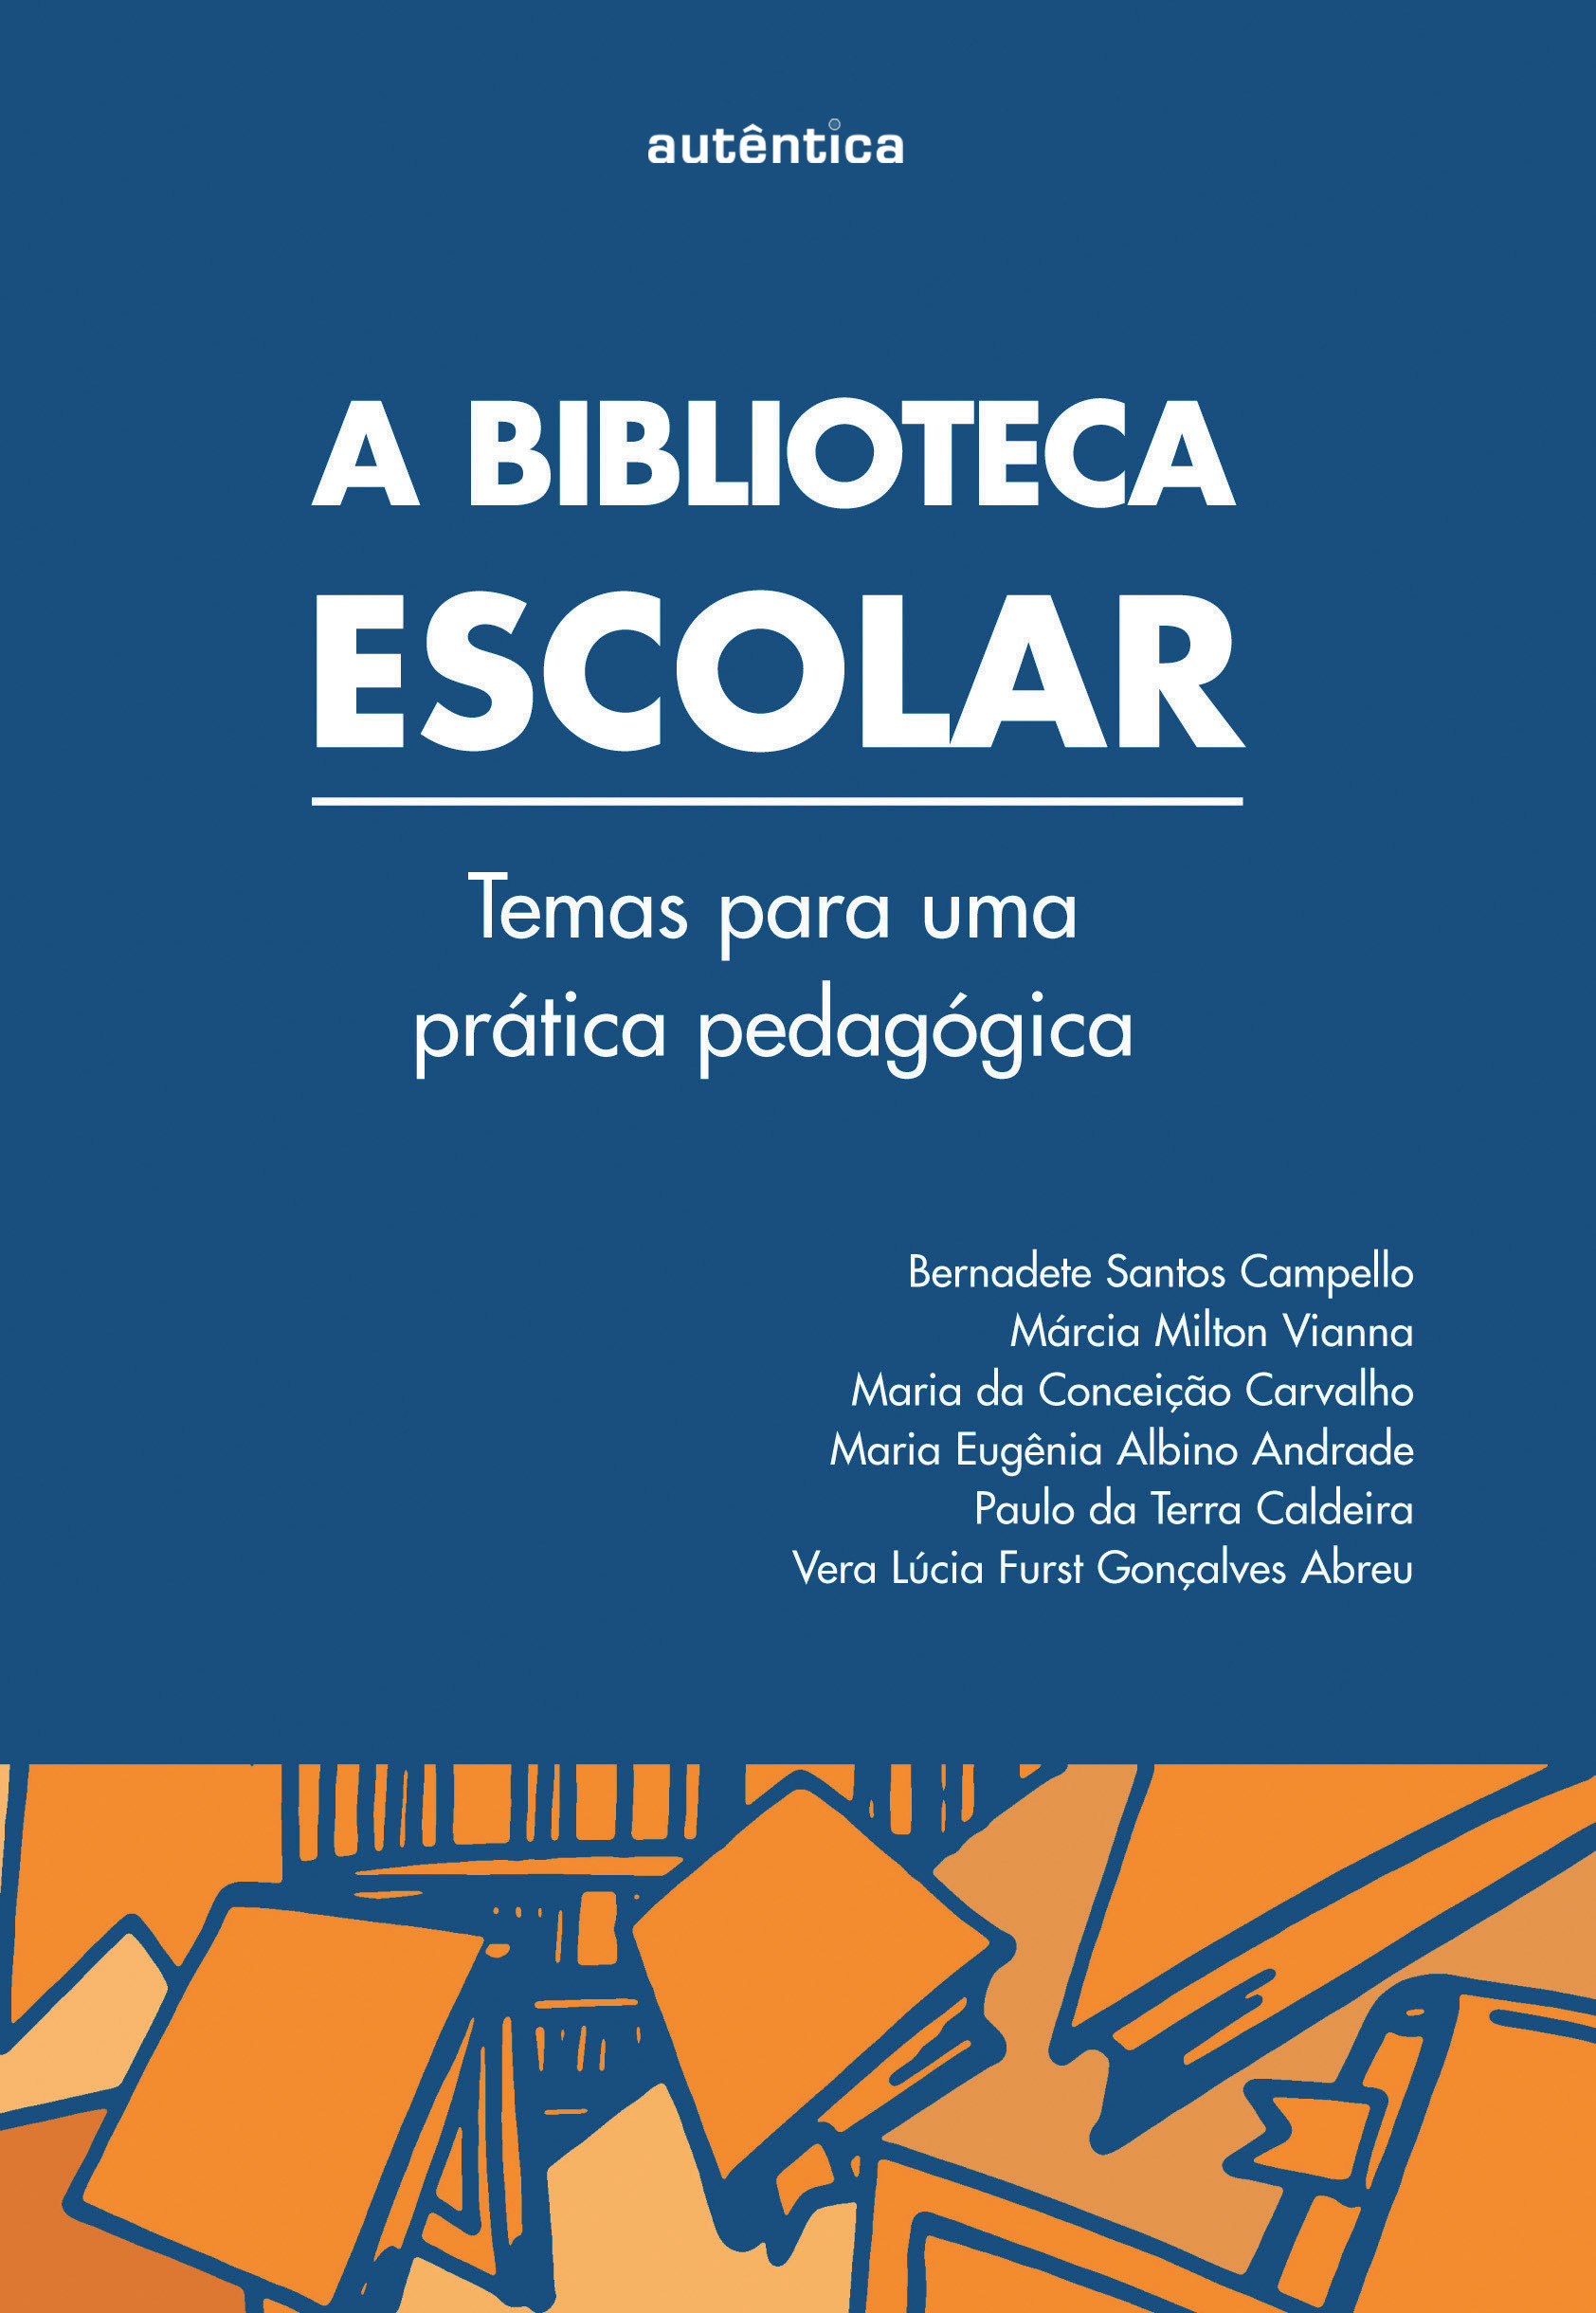 autêntica
A BIBLIOTECA
ESCOLAR
Temas para uma
prática pedagógica
Bernadete Santos Campello
Márcia Milton Vianna
Maria da Conceição Carvalho
Maria Eugênia Albino Andrade
Paulo da Terra Caldeira
Vera Lúcia Furst Gonçalves Abreu